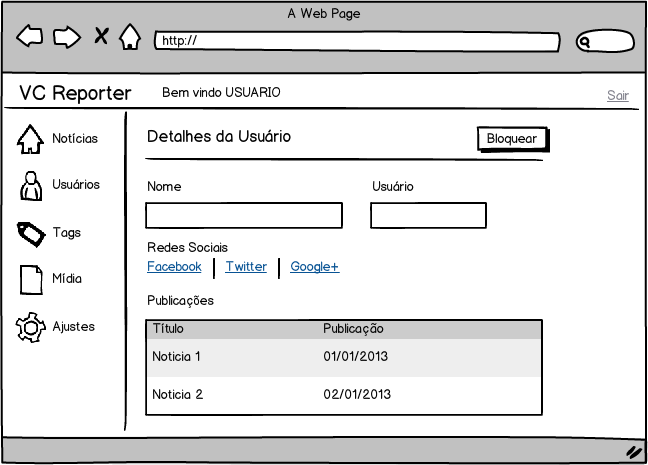 A Web Page
http://
VC Reporter Bem vindo USUARIO Sair
Notícias
Usuários
Tags
Mídia
Ajustes
Detalhes da Usuário Bloquear
Nome Usuário
Redes Sociais
Facebook Twitter Google+
Publicações
Título Publicação
Noticia 1 01/01/2013
Noticia 2 02/01/2013